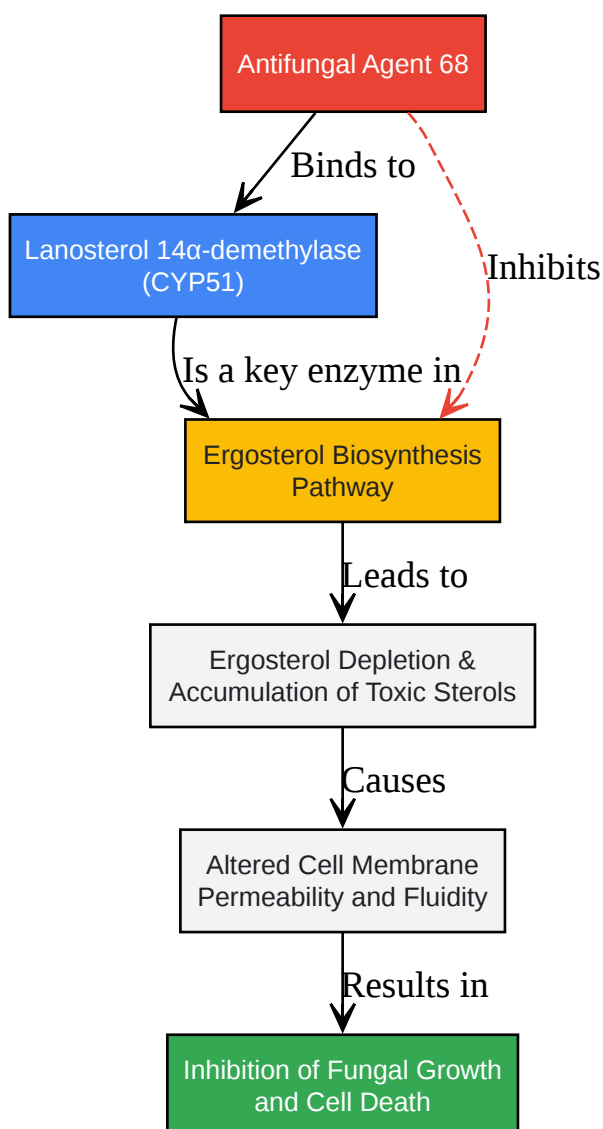 Antifungal Agent 68
Binds to
Lanosterol 14α-demethylase
(CYP51)
Inhibits
Is a key enzyme in
Ergosterol Biosynthesis
Pathway
Leads to
Ergosterol Depletion &
Accumulation of Toxic Sterols
Causes
Altered Cell Membrane
Permeability and Fluidity
Results in
Inhibition of Fungal Growth
and Cell Death